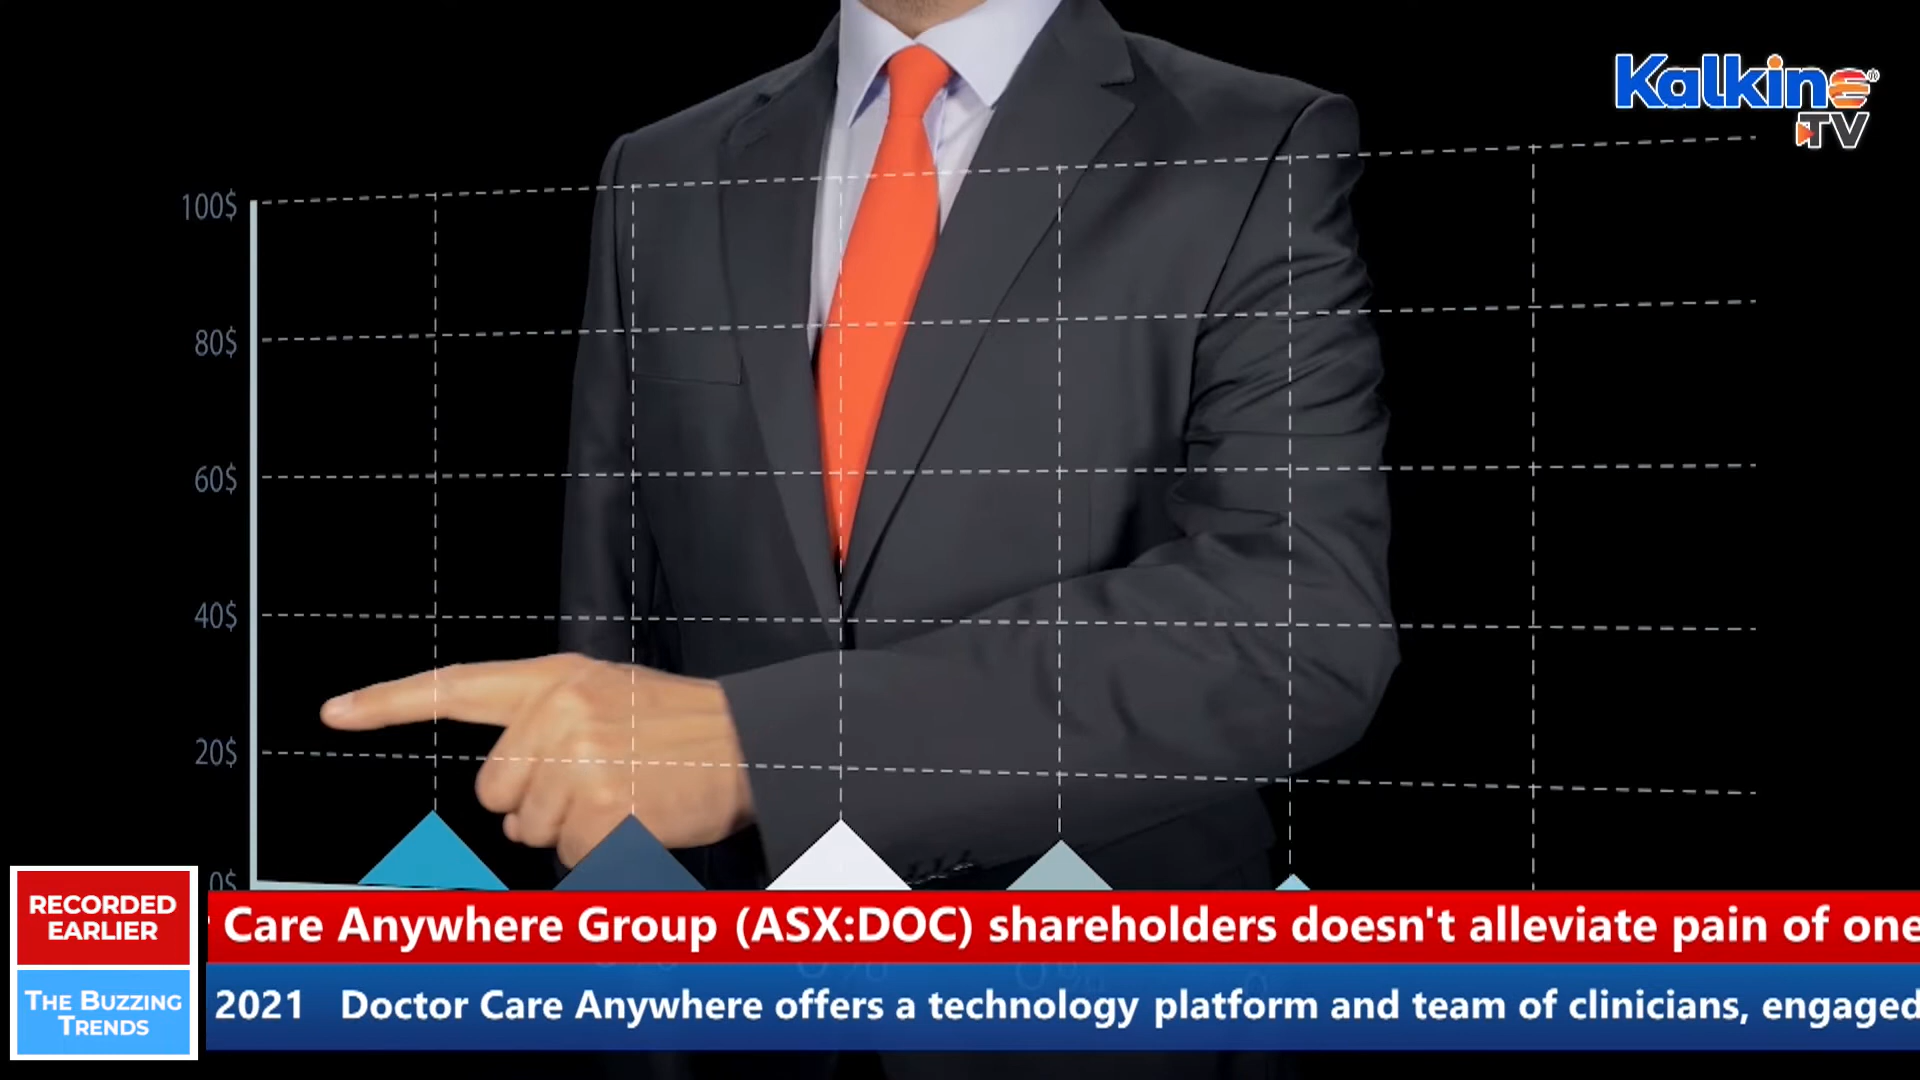 Kalkine
TV
100$
80$
60$
40$
20$
0$
RECORDED
EARLIER
Care Anywhere Group (ASX:DOC) shareholders doesn't alleviate pain of one
THE BUZZING
TRENDS
2021 Doctor Care Anywhere offers a technology platform and team of clinicians, engaged